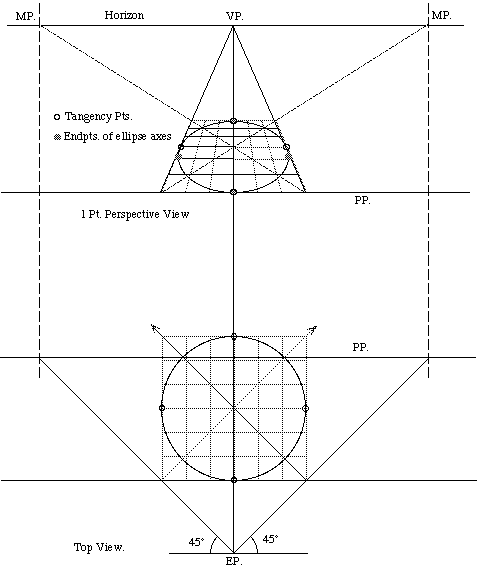 MP. Horizon VP. MP.
Tangency Pts.
Endpts. of ellipse axes
PP.
1 Pt. Perspective View
PP.
45° 45°
Top View.
EP.